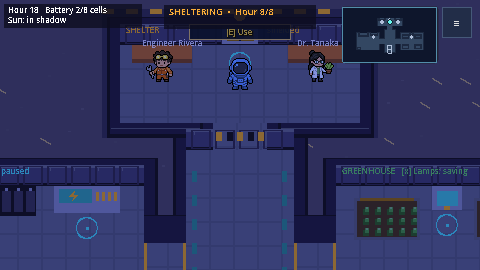 Hour 18 Battery 2/8 cells
Sun: in shadow
SHELTERING • Hour 8/8
≡
SHELTER
[E] Use
Engineer Rivera
Dr. Tanaka
paused
GREENHOUSE [x] Lamps: saving